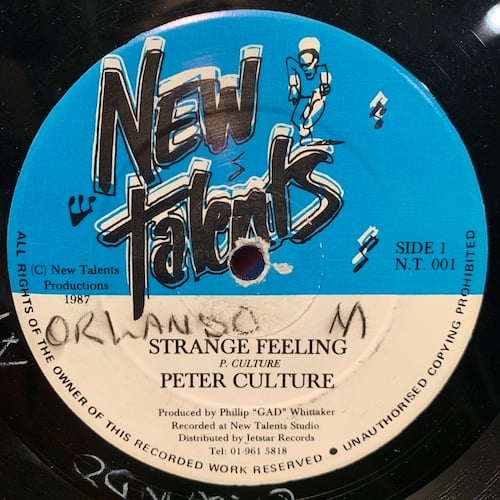 NEW
Talents
SIDE 1
N.T. 001
(C) New Talents
Productions
1987
ORLANSO M
STRANGE FEELING
P. CULTURE
PETER CULTURE
Produced by Phillip "GAD" Whittaker
Recorded at New Talents Studio
Distributed by Jetstar Records
Tel: 01-961 5818
ALL RIGHTS OF THE OWNER OF THIS RECORDED WORK RESERVED • UNAUTHORISED COPYING PROHIBITED